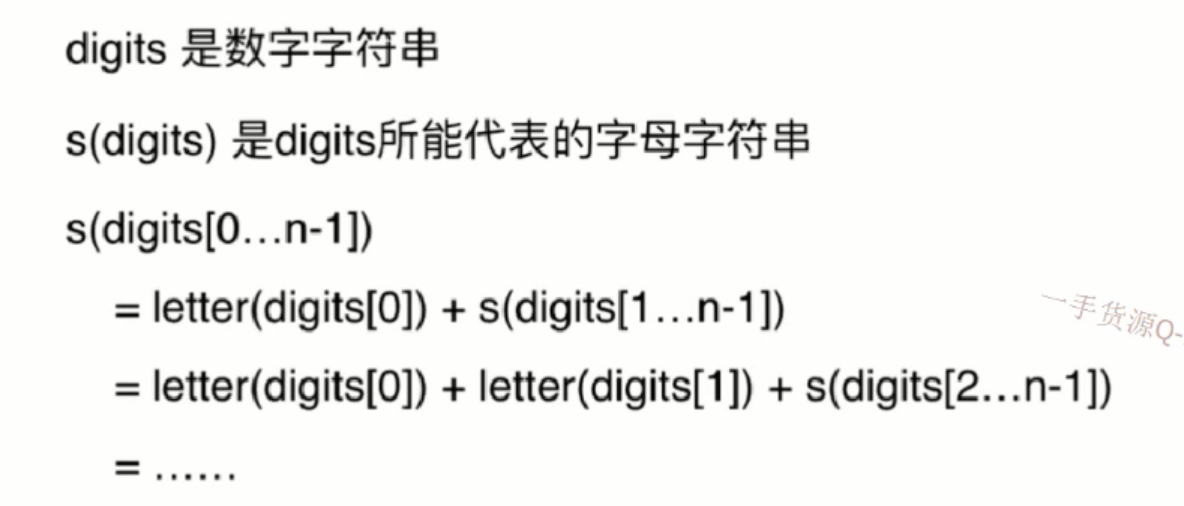 digits 是数字字符串
s(digits) 是digits所能代表的字母字符串
s(digits[0...n-1])
= letter(digits[0]) + s(digits[1...n-1])
= letter(digits[0]) + letter(digits[1]) + s(digits[2...n-1])
= ......
一手货源Q-